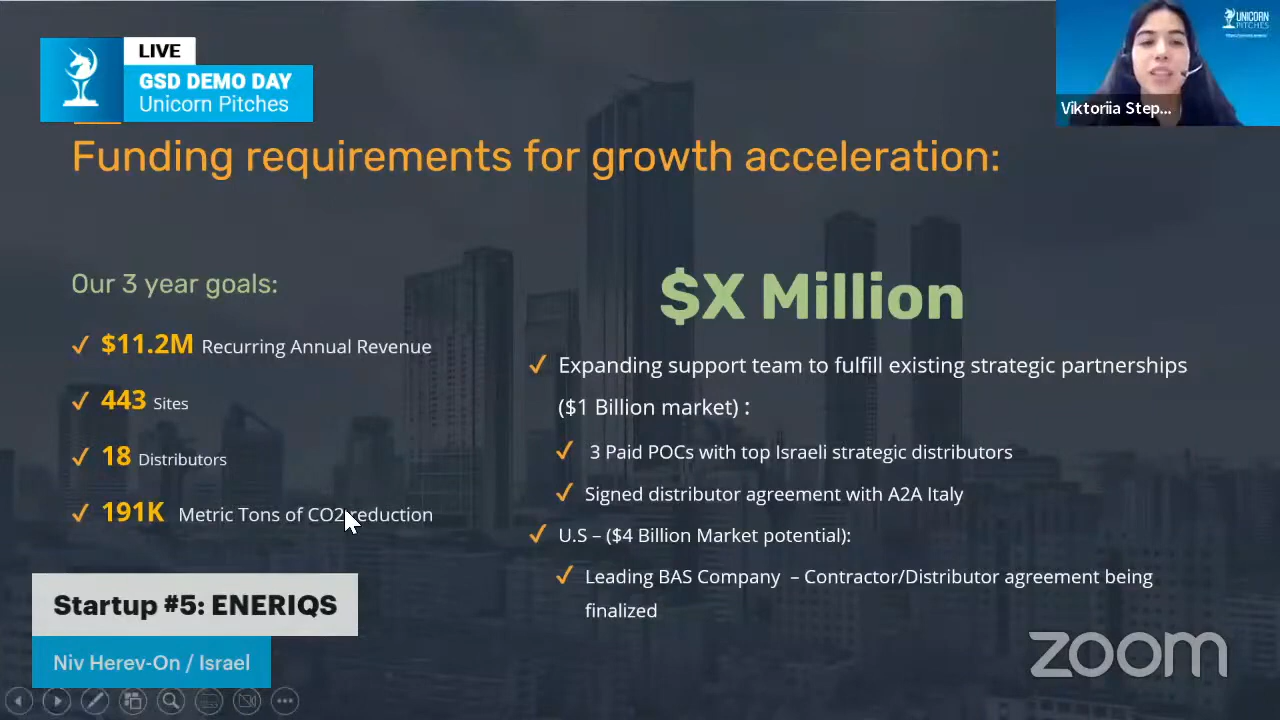 LIVE
GSD DEMO DAY
Unicorn Pitches
UNICORN
PITCHES
Viktoriia Step...
Funding requirements for growth acceleration:
Our 3 year goals:
✓ $11.2M Recurring Annual Revenue
✓ 443 Sites
✓ 18 Distributors
✓ 191K Metric Tons of CO2 reduction
$X Million
✓ Expanding support team to fulfill existing strategic partnerships
($1 Billion market) :
✓ 3 Paid POCs with top Israeli strategic distributors
✓ Signed distributor agreement with A2A Italy
✓ U.S – ($4 Billion Market potential):
✓ Leading BAS Company – Contractor/Distributor agreement being
finalized
Startup #5: ENERIQS
Niv Herev-On / Israel
zoom